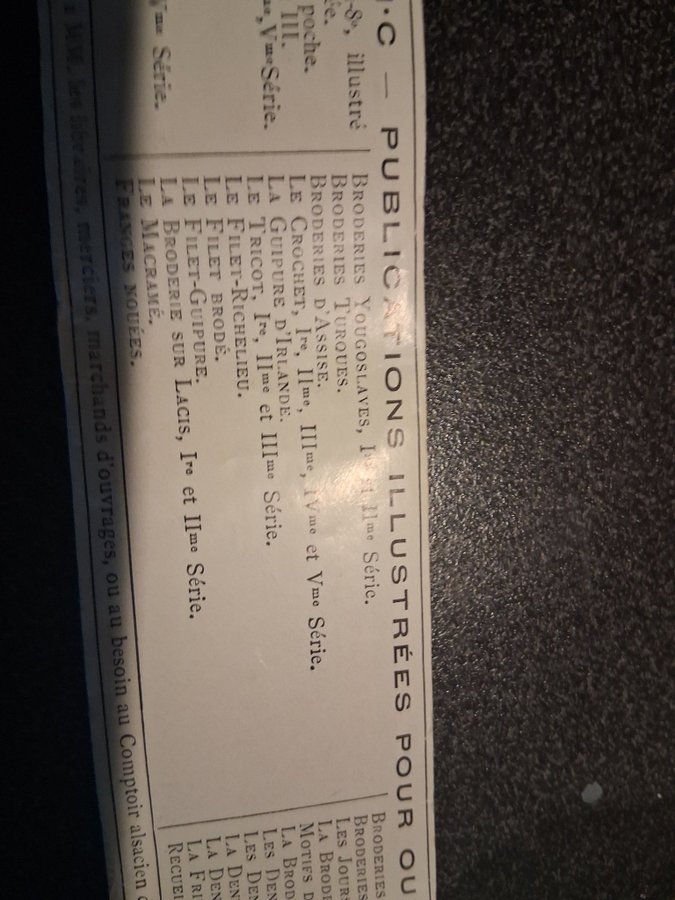 ·C — PUBLICATIONS ILLUSTRÉES POUR OU
-8º, illustré
poche.
III.
Vme Série.
Vme Série.
BRODERIES YOUGOSLAVES, Ire et IIme Série.
BRODERIES TURQUES.
BRODERIES D'ASSISE.
LE CROCHET, Ire, IIme, IIIme, IVme et Vme Série.
LA GUIPURE D'IRLANDE.
LE TRICOT, Ire, IIme et IIIme Série.
LE FILET-RICHELIEU.
LE FILET BRODÉ.
LE FILET-GUIPURE.
LA BRODERIE SUR LACIS, Ire et IIme Série.
LE MACRAMÉ.
FRANGES NOUÉES.
BRODERIES
BRODERIES
LES JOURS
LA BRODE
MOTIFS D
LA BROD
LES DEN
LES DEN
LA DEN
LA DEN
LA FRI
RECUEI
merciers, marchands d'ouvrages, ou au besoin au Comptoir alsacien